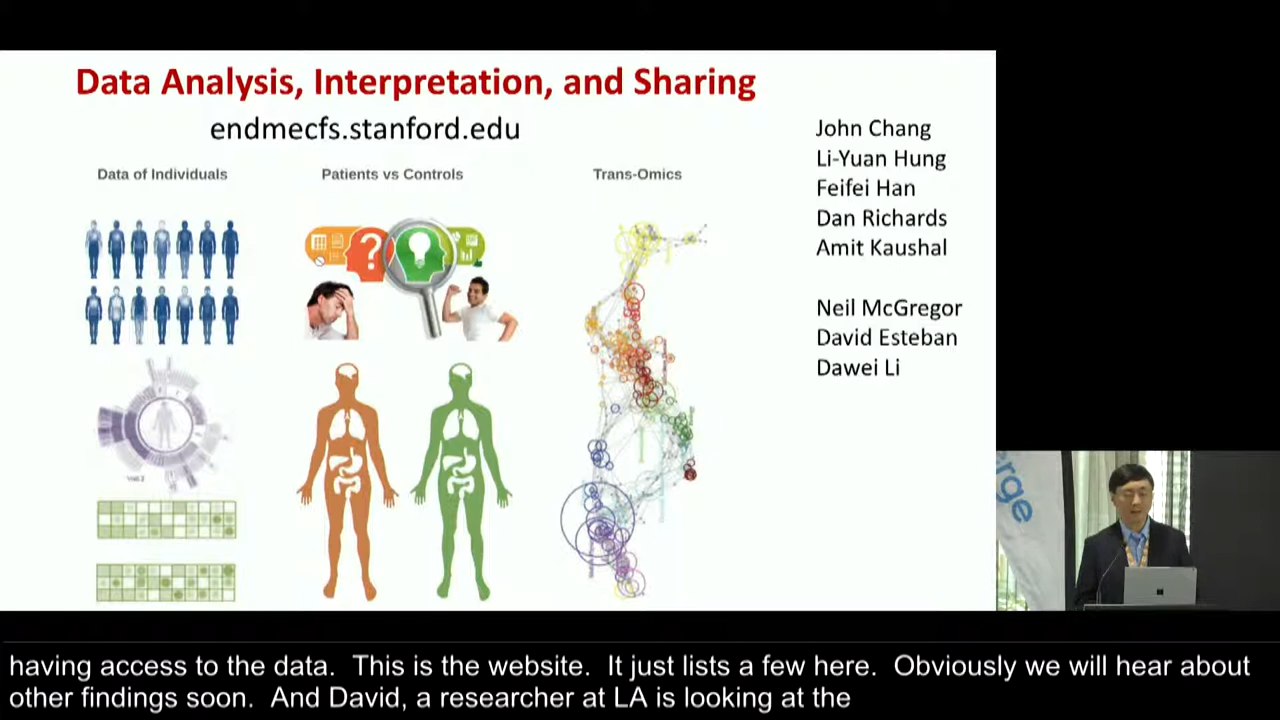 Data Analysis, Interpretation, and Sharing
endmecfs.stanford.edu
Data of Individuals
Patients vs Controls
Trans-Omics
John Chang
Li-Yuan Hung
Feifei Han
Dan Richards
Amit Kaushal
Neil McGregor
David Esteban
Dawei Li
erge
having access to the data.  This is the website.  It just lists a few here.  Obviously we will hear about
other findings soon.  And David, a researcher at LA is looking at the